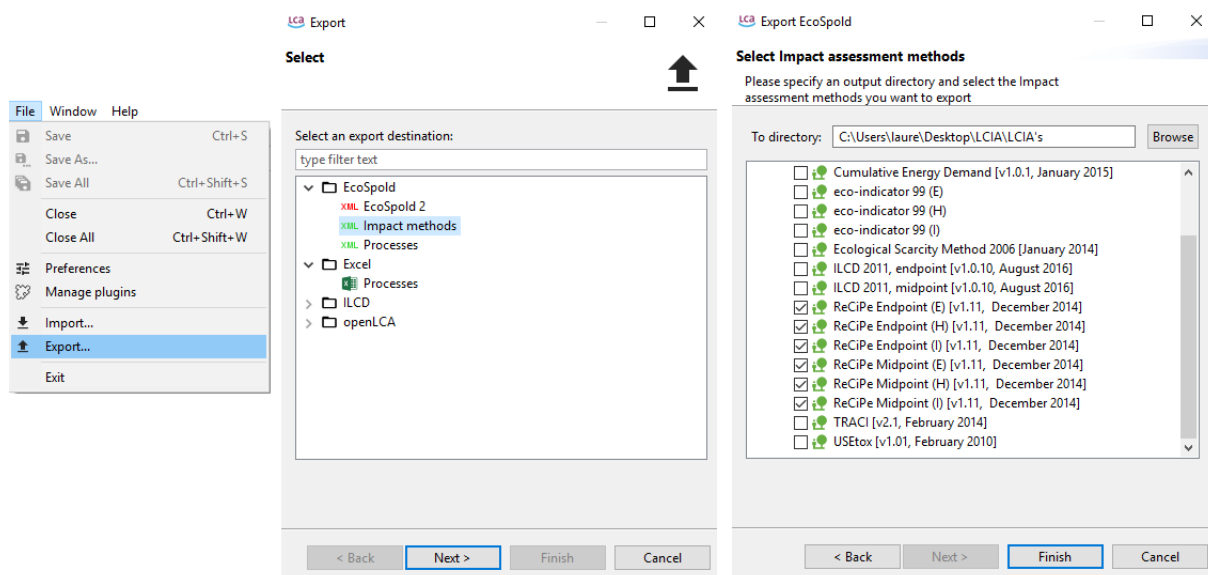 File Window Help
Save Ctrl+S
Save As...
Save All Ctrl+Shift+S
Close Ctrl+W
Close All Ctrl+Shift+W
Preferences
Manage plugins
Import...
Export...
Exit
LCA Export
Select
Select an export destination:
type filter text
EcoSpold
XML EcoSpold 2
XML Impact methods
XML Processes
Excel
Processes
ILCD
openLCA
< Back Next > Finish Cancel
LCA Export EcoSpold
Select Impact assessment methods
Please specify an output directory and select the Impact
assessment methods you want to export
To directory: C:\Users\laure\Desktop\LCIA\LCIA's Browse
Cumulative Energy Demand [v1.0.1, January 2015]
eco-indicator 99 (E)
eco-indicator 99 (H)
eco-indicator 99 (I)
Ecological Scarcity Method 2006 [January 2014]
ILCD 2011, endpoint [v1.0.10, August 2016]
ILCD 2011, midpoint [v1.0.10, August 2016]
ReCiPe Endpoint (E) [v1.11, December 2014]
ReCiPe Endpoint (H) [v1.11, December 2014]
ReCiPe Endpoint (I) [v1.11, December 2014]
ReCiPe Midpoint (E) [v1.11, December 2014]
ReCiPe Midpoint (H) [v1.11, December 2014]
ReCiPe Midpoint (I) [v1.11, December 2014]
TRACI [v2.1, February 2014]
USEtox [v1.01, February 2010]
< Back Next > Finish Cancel